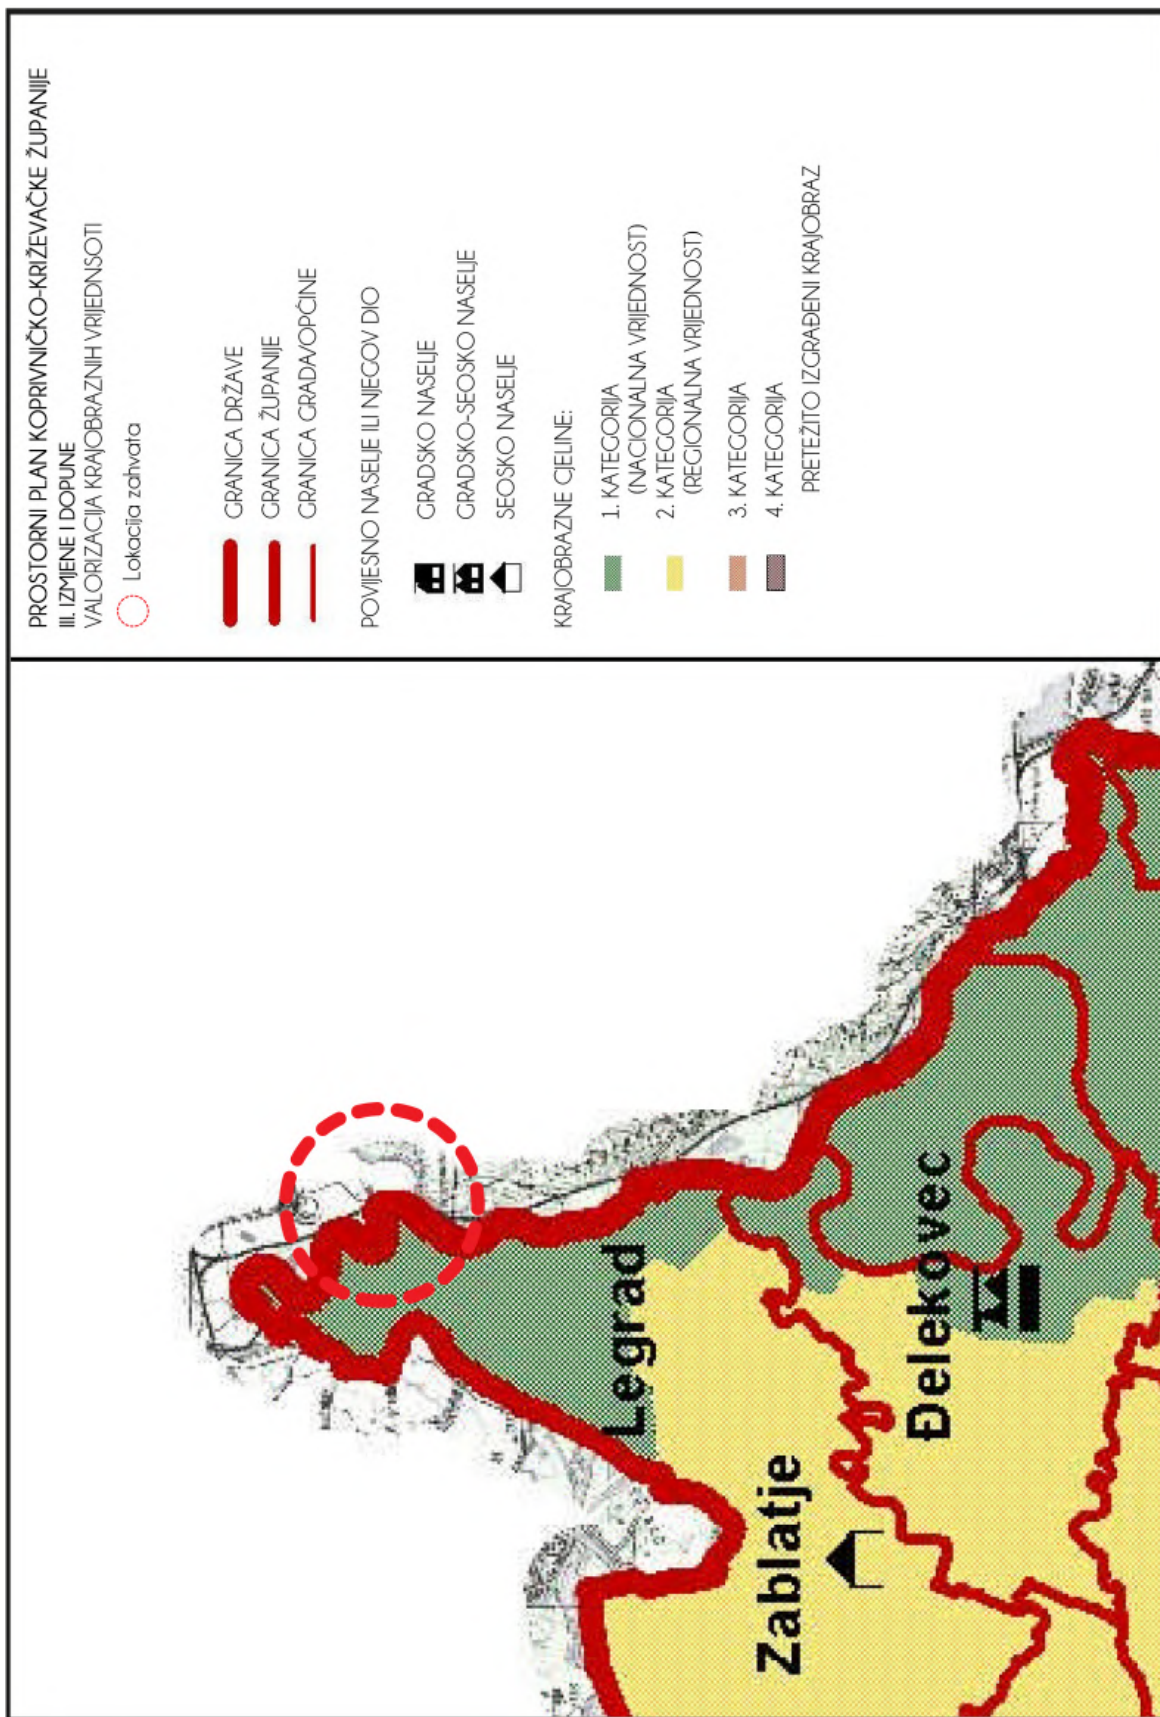 PROSTORNI PLAN KOPRIVNIČKO-KRIŽEVAČKE ŽUPANIJE
III. IZMJENE I DOPUNE
VALORIZACIJA KRAJOBRAZNIH VRIJEDNSOTI
Lokacija zahvata
GRANICA DRŽAVE
GRANICA ŽUPANIJE
GRANICA GRADA/OPĆINE
POVIJESNO NASELJE ILI NJEGOV DIO
GRADSKO NASELJE
GRADSKO-SEOSKO NASELJE
SEOSKO NASELJE
KRAJOBRAZNE CJELINE:
1. KATEGORIJA
(NACIONALNA VRIJEDNOST)
2. KATEGORIJA
(REGIONALNA VRIJEDNOST)
3. KATEGORIJA
4. KATEGORIJA
PRETEŽITO IZGRAĐENI KRAJOBRAZ
Legrad
Zablatje
Đelekovec